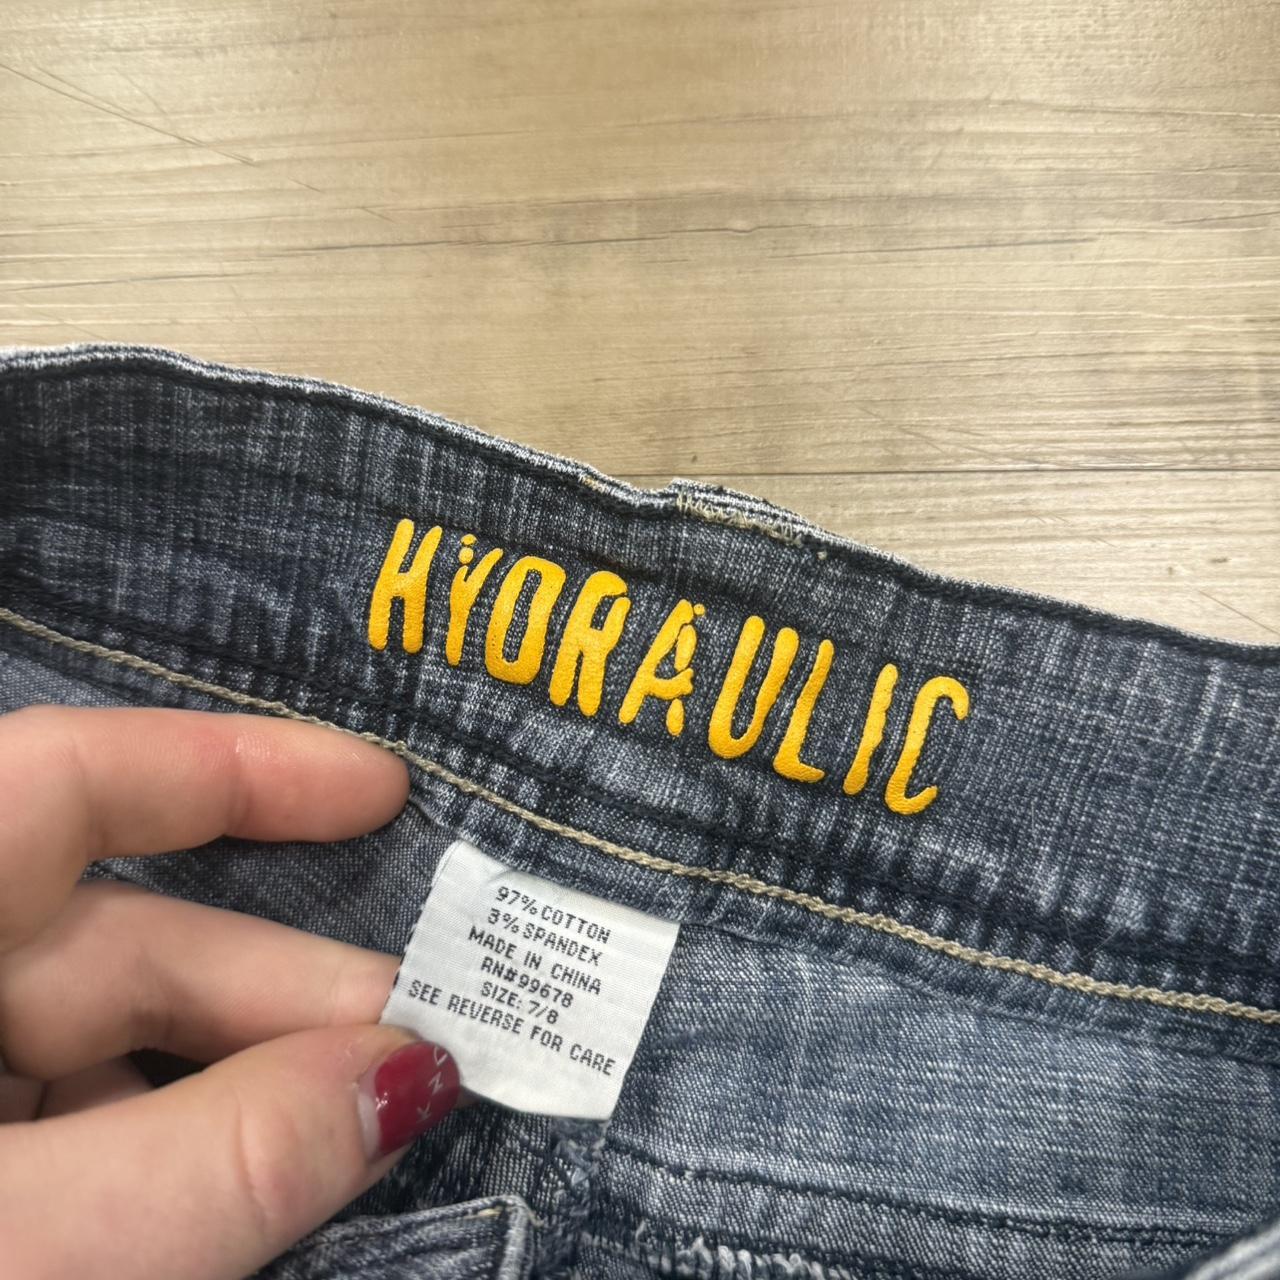 HYDRAULIC
97% COTTON
3% SPANDEX
MADE IN CHINA
RN# 99678
SIZE: 7/8
SEE REVERSE FOR CARE